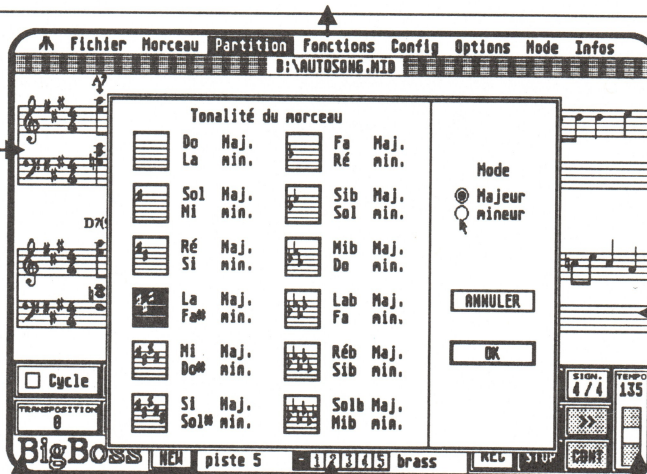 Fichier Morceau Partition Fonctions Config Options Mode Infos
B:\AUTOSONG.MID
A7
Tonalité du morceau
Do Maj.
La min.
Fa Maj.
Ré min.
Sol Maj.
Mi min.
Sib Maj.
Sol min.
Ré Maj.
Si min.
Mib Maj.
Do min.
La Maj.
Fa# min.
Lab Maj.
Fa min.
Mi Maj.
Do# min.
Réb Maj.
Sib min.
Si Maj.
Sol# min.
Solb Maj.
Mib min.
Mode
Majeur
mineur
ANNULER
OK
Cycle
TRANSPOSITION
0
SIGN.
4/4
TEMPO
135
>>
CONT
BigBoss NEW piste 5 - 1 2 3 4 5 brass REC STOP